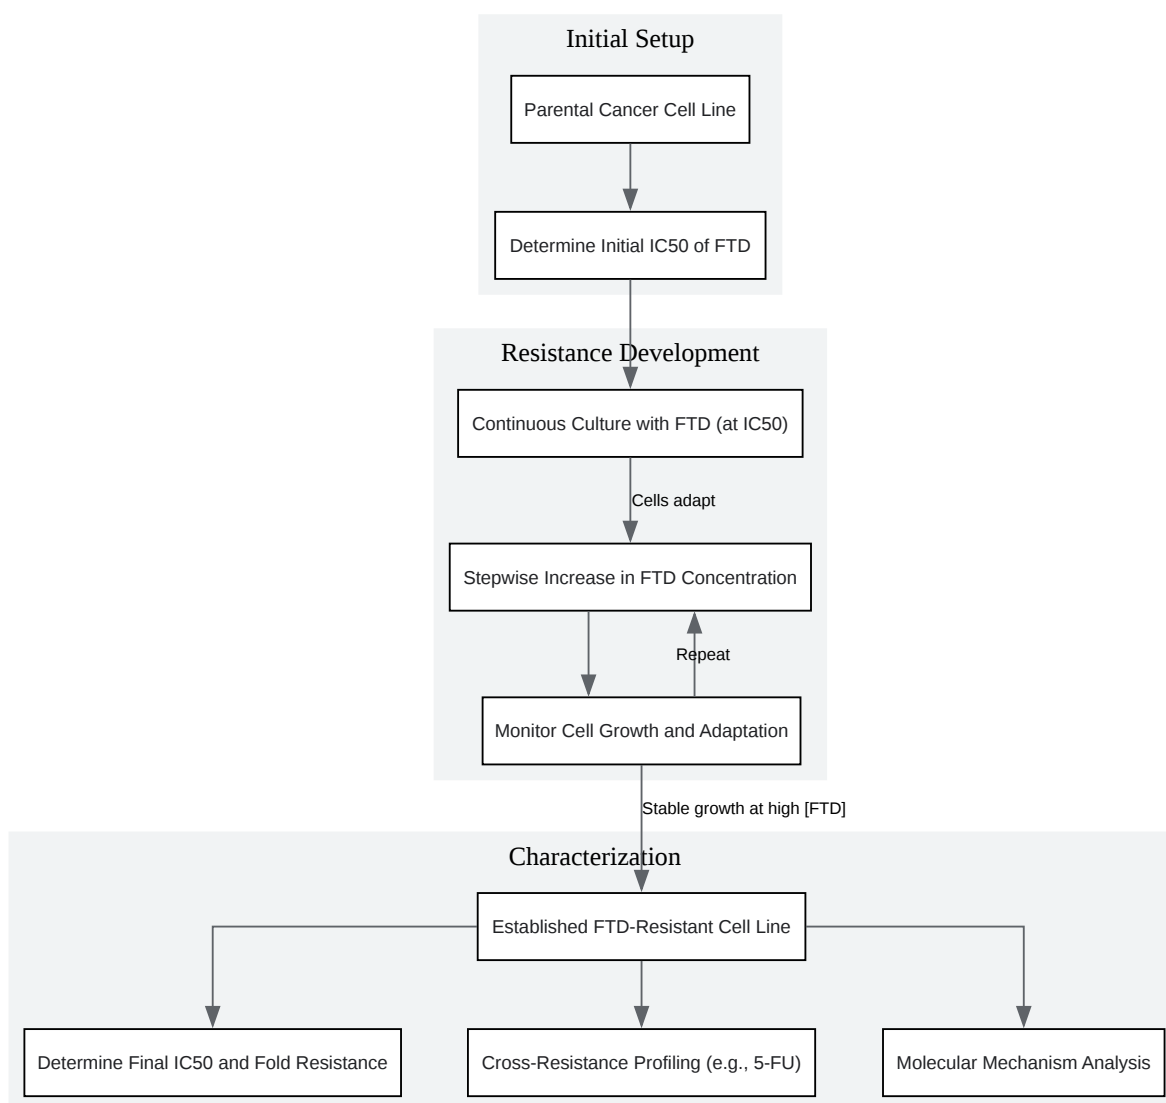 Initial Setup
Parental Cancer Cell Line
Determine Initial IC50 of FTD
Resistance Development
Continuous Culture with FTD (at IC50)
Cells adapt
Stepwise Increase in FTD Concentration
Repeat
Monitor Cell Growth and Adaptation
Stable growth at high [FTD]
Characterization
Established FTD-Resistant Cell Line
Determine Final IC50 and Fold Resistance
Cross-Resistance Profiling (e.g., 5-FU)
Molecular Mechanism Analysis